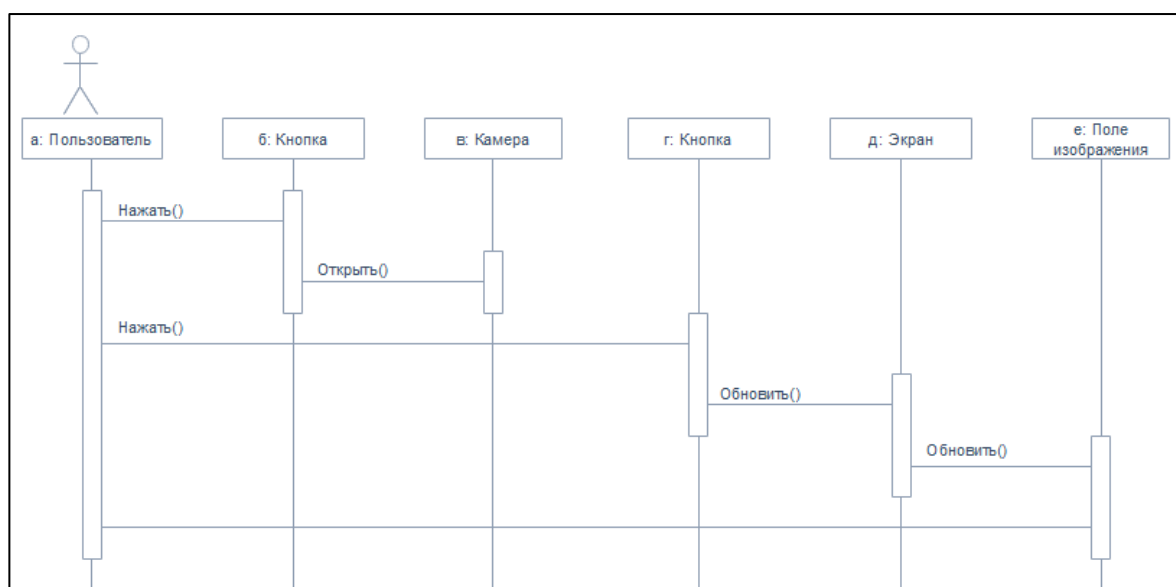 а: Пользователь
б: Кнопка
в: Камера
г: Кнопка
д: Экран
е: Поле
изображения
Нажать()
Открыть()
Нажать()
Обновить()
Обновить()